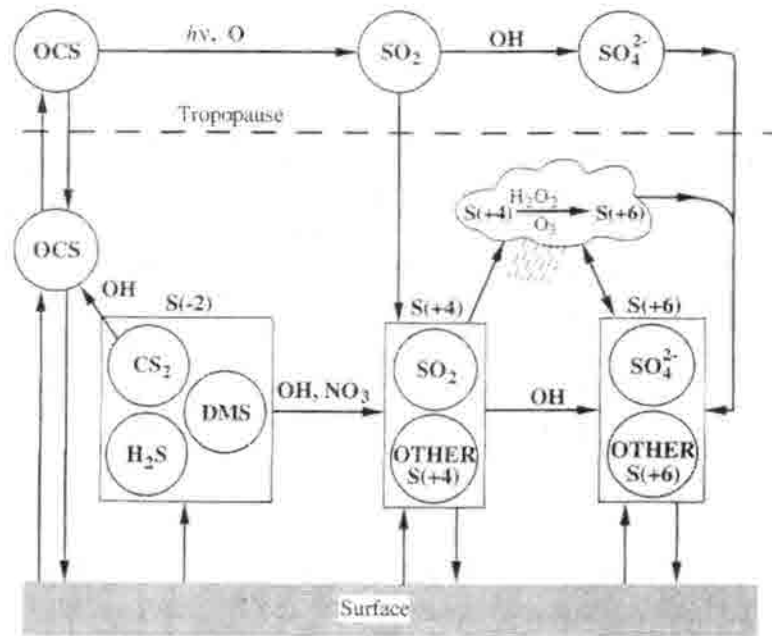 OCS
hν, O
SO₂
OH
SO₄²⁻
Tropopause
H₂O₂
S(+4)
S(+6)
O₃
OCS
OH
S(-2)
S(+4)
S(+6)
CS₂
SO₂
SO₄²⁻
DMS
OH, NO₃
OH
H₂S
OTHER
S(+4)
OTHER
S(+6)
Surface